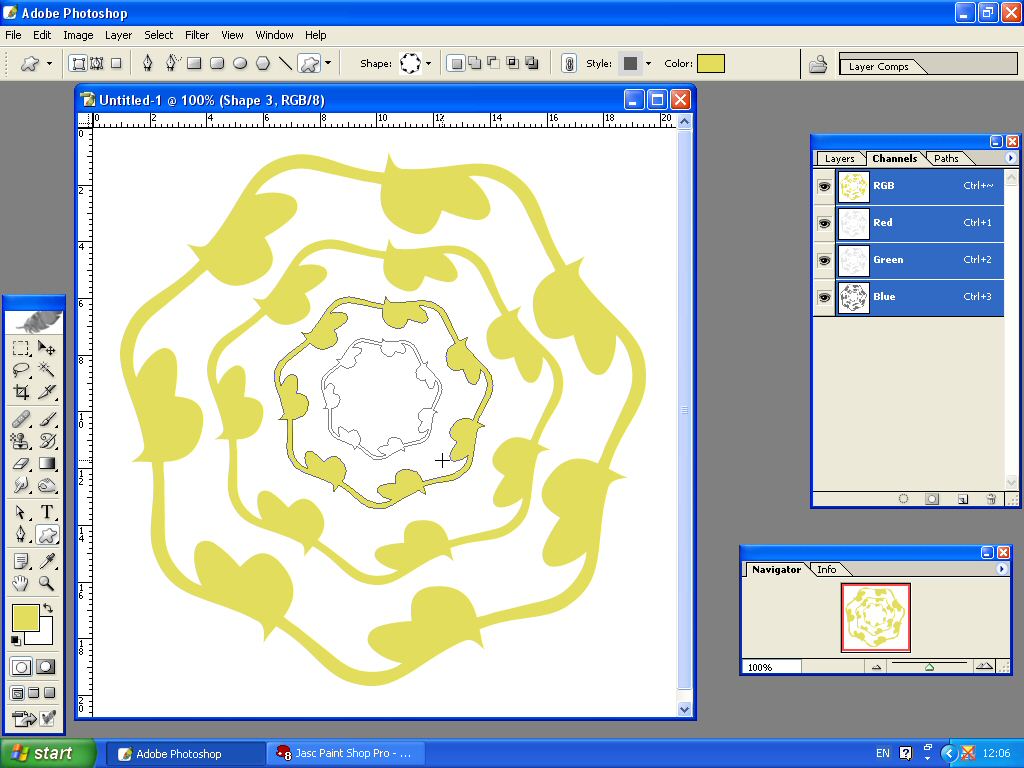 Adobe Photoshop
File Edit Image Layer Select Filter View Window Help
Shape: Style: Color: Layer Comps
Untitled-1 @ 100% (Shape 3, RGB/8)
0 2 4 6 8 10 12 14 16 18 20
0
2
4
6
8
10
12
14
16
18
20
T
Layers Channels Paths
RGB Ctrl+~
Red Ctrl+1
Green Ctrl+2
Blue Ctrl+3
Navigator Info
100%
start Adobe Photoshop 8 Jasc Paint Shop Pro - ... EN ? 12:06